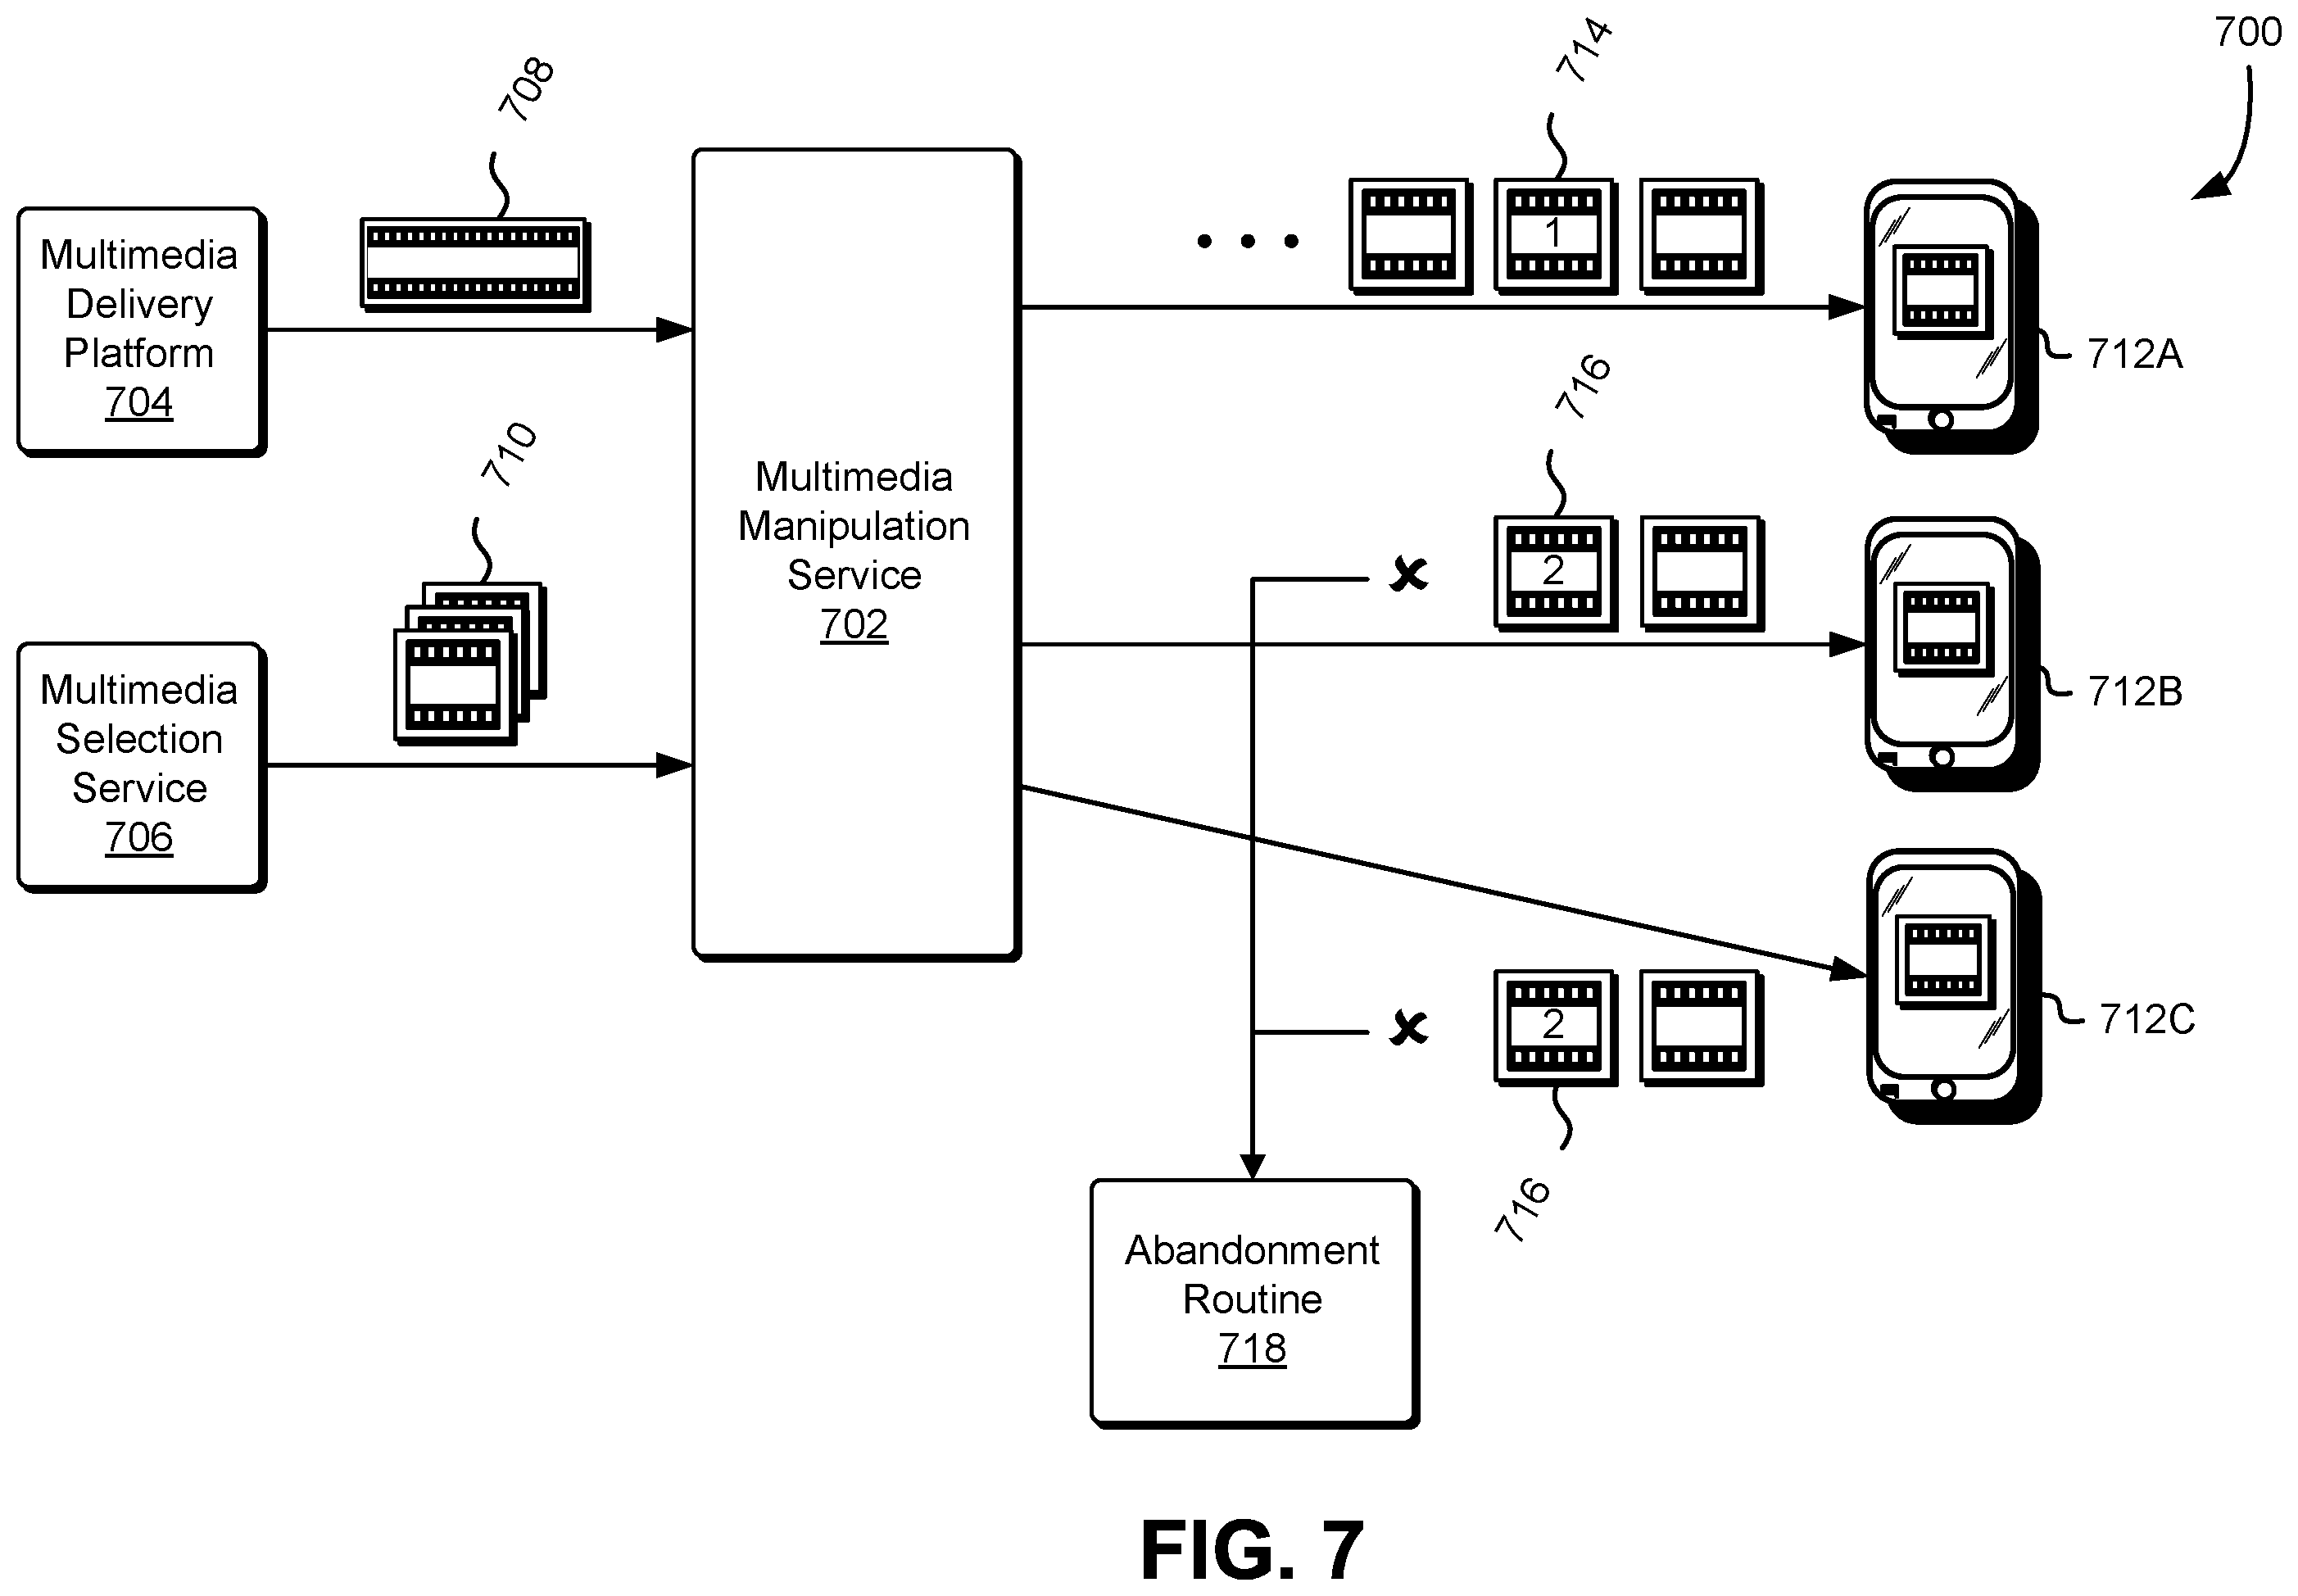 700
708
714
Multimedia
Delivery
Platform
704
1
712A
710
716
Multimedia
Manipulation
Service
702
2
712B
Multimedia
Selection
Service
706
2
712C
716
Abandonment
Routine
718
FIG. 7